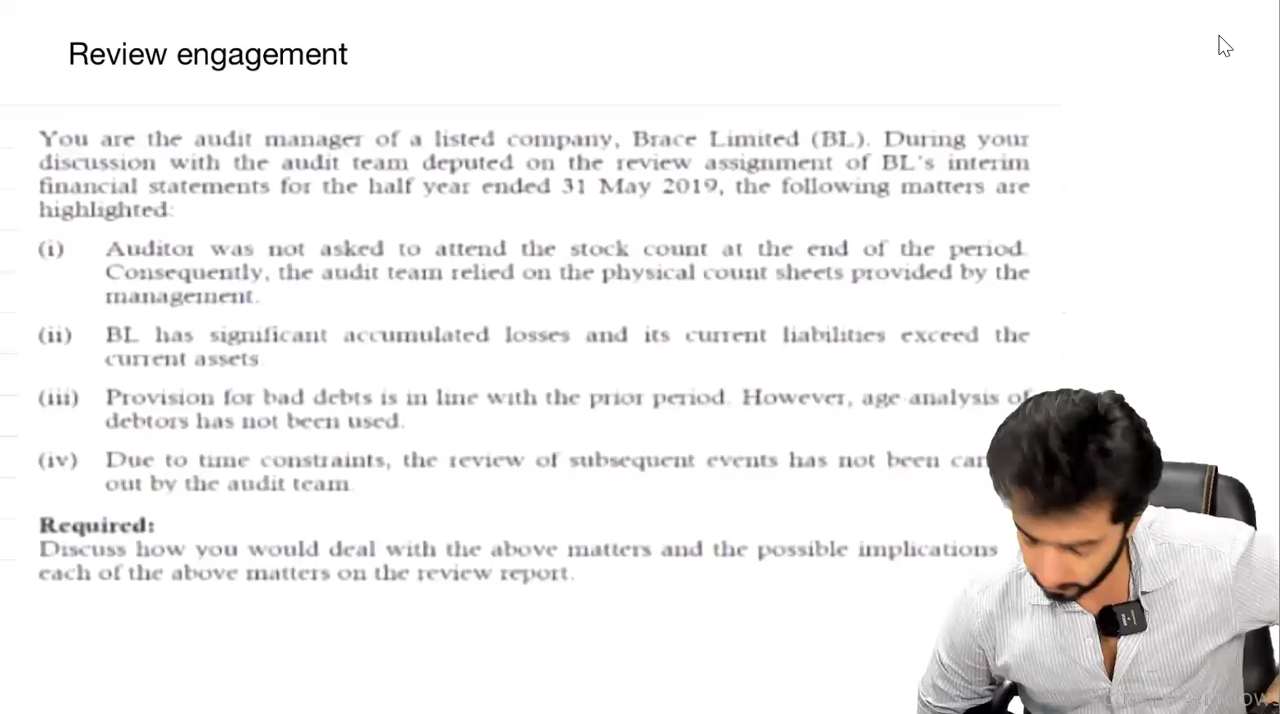 Review engagement
You are the audit manager of a listed company, Brace Limited (BL). During your
discussion with the audit team deputed on the review assignment of BL's interim
financial statements for the half year ended 31 May 2019, the following matters are
highlighted:
(i) Auditor was not asked to attend the stock count at the end of the period.
Consequently, the audit team relied on the physical count sheets provided by the
management.
(ii) BL has significant accumulated losses and its current liabilities exceed the
current assets
(iii) Provision for bad debts is in line with the prior period. However, age analysis of
debtors has not been used.
(iv) Due to time constraints, the review of subsequent events has not been
out by the audit team.
Required:
Discuss how you would deal with the above matters and the possible implications
each of the above matters on the review report.